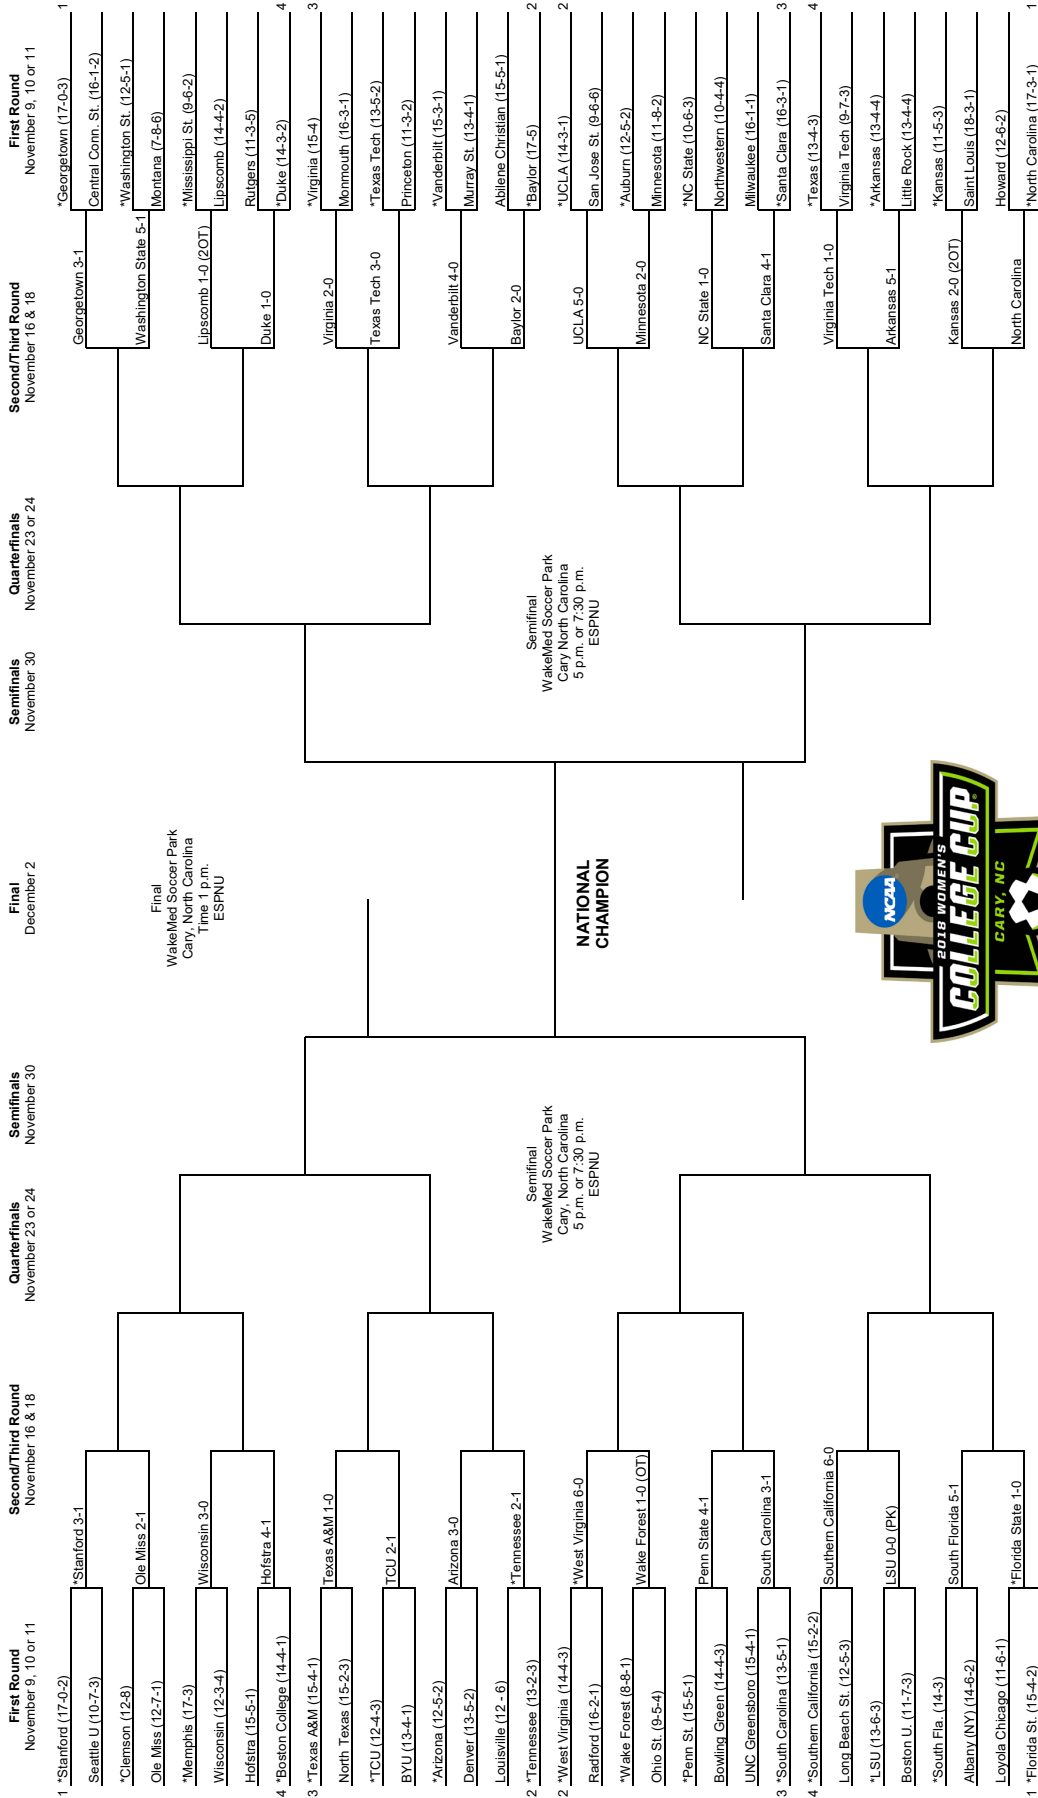 First Round
November 9, 10 or 11
Second/Third Round
November 16 & 18
Quarterfinals
November 23 or 24
Semifinals
November 30
Final
December 2
Semifinals
November 30
Quarterfinals
November 23 or 24
Second/Third Round
November 16 & 18
First Round
November 9, 10 or 11
1 *Stanford (17-0-2)
Seattle U (10-7-3)
*Clemson (12-8)
Ole Miss (12-7-1)
*Memphis (17-3)
Wisconsin (12-3-4)
Hofstra (15-5-1)
4 *Boston College (14-4-1)
3 *Texas A&M (15-4-1)
North Texas (15-2-3)
*TCU (12-4-3)
BYU (13-4-1)
*Arizona (12-5-2)
Denver (13-5-2)
Louisville (12 - 6)
2 *Tennessee (13-2-3)
2 *West Virginia (14-4-3)
Radford (16-2-1)
*Wake Forest (8-8-1)
Ohio St. (9-5-4)
*Penn St. (15-5-1)
Bowling Green (14-4-3)
UNC Greensboro (15-4-1)
3 *South Carolina (13-5-1)
4 *Southern California (15-2-2)
Long Beach St. (12-5-3)
*LSU (13-6-3)
Boston U. (11-7-3)
*South Fla. (14-3)
Albany (NY) (14-6-2)
Loyola Chicago (11-6-1)
1 *Florida St. (15-4-2)
*Stanford 3-1
Ole Miss 2-1
Wisconsin 3-0
Hofstra 4-1
Texas A&M 1-0
TCU 2-1
Arizona 3-0
*Tennessee 2-1
*West Virginia 6-0
Wake Forest 1-0 (OT)
Penn State 4-1
South Carolina 3-1
Southern California 6-0
LSU 0-0 (PK)
South Florida 5-1
*Florida State 1-0
Semifinal
WakeMed Soccer Park
Cary, North Carolina
5 p.m. or 7:30 p.m.
ESPNU
Final
WakeMed Soccer Park
Cary, North Carolina
Time 1 p.m.
ESPNU
NATIONAL
CHAMPION
NCAA
2018 WOMEN'S
COLLEGE CUP
CARY, NC
Semifinal
WakeMed Soccer Park
Cary North Carolina
5 p.m. or 7:30 p.m.
ESPNU
Georgetown 3-1
Washington State 5-1
Lipscomb 1-0 (2OT)
Duke 1-0
Virginia 2-0
Texas Tech 3-0
Vanderbilt 4-0
Baylor 2-0
UCLA 5-0
Minnesota 2-0
NC State 1-0
Santa Clara 4-1
Virginia Tech 1-0
Arkansas 5-1
Kansas 2-0 (2OT)
North Carolina
*Georgetown (17-0-3) 1
Central Conn. St. (16-1-2)
*Washington St. (12-5-1)
Montana (7-8-6)
*Mississippi St. (9-6-2)
Lipscomb (14-4-2)
Rutgers (11-3-5)
*Duke (14-3-2) 4
*Virginia (15-4) 3
Monmouth (16-3-1)
*Texas Tech (13-5-2)
Princeton (11-3-2)
*Vanderbilt (15-3-1)
Murray St. (13-4-1)
Abilene Christian (15-5-1)
*Baylor (17-5) 2
*UCLA (14-3-1) 2
San Jose St. (9-6-6)
*Auburn (12-5-2)
Minnesota (11-8-2)
*NC State (10-6-3)
Northwestern (10-4-4)
Milwaukee (16-1-1)
*Santa Clara (16-3-1) 3
*Texas (13-4-3) 4
Virginia Tech (9-7-3)
*Arkansas (13-4-4)
Little Rock (13-4-4)
*Kansas (11-5-3)
Saint Louis (18-3-1)
Howard (12-6-2)
*North Carolina (17-3-1) 1